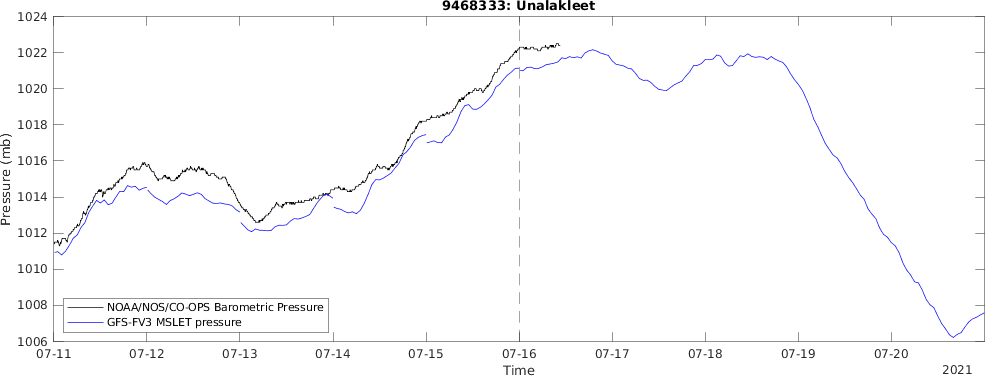 9468333: Unalakleet
Pressure (mb)
1024
1022
1020
1018
1016
1014
1012
1010
1008
1006
NOAA/NOS/CO-OPS Barometric Pressure
GFS-FV3 MSLET pressure
07-11 07-12 07-13 07-14 07-15 07-16 07-17 07-18 07-19 07-20
Time
2021